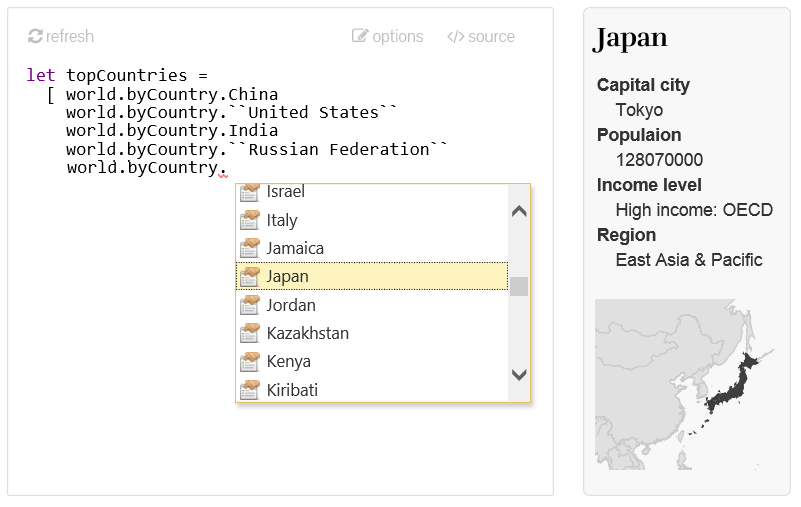 refresh
options
</> source
let topCountries =
[ world.byCountry.China
world.byCountry.``United States``
world.byCountry.India
world.byCountry.``Russian Federation``
world.byCountry.
Israel
Italy
Jamaica
Japan
Jordan
Kazakhstan
Kenya
Kiribati
Japan
Capital city
Tokyo
Populaion
128070000
Income level
High income: OECD
Region
East Asia & Pacific